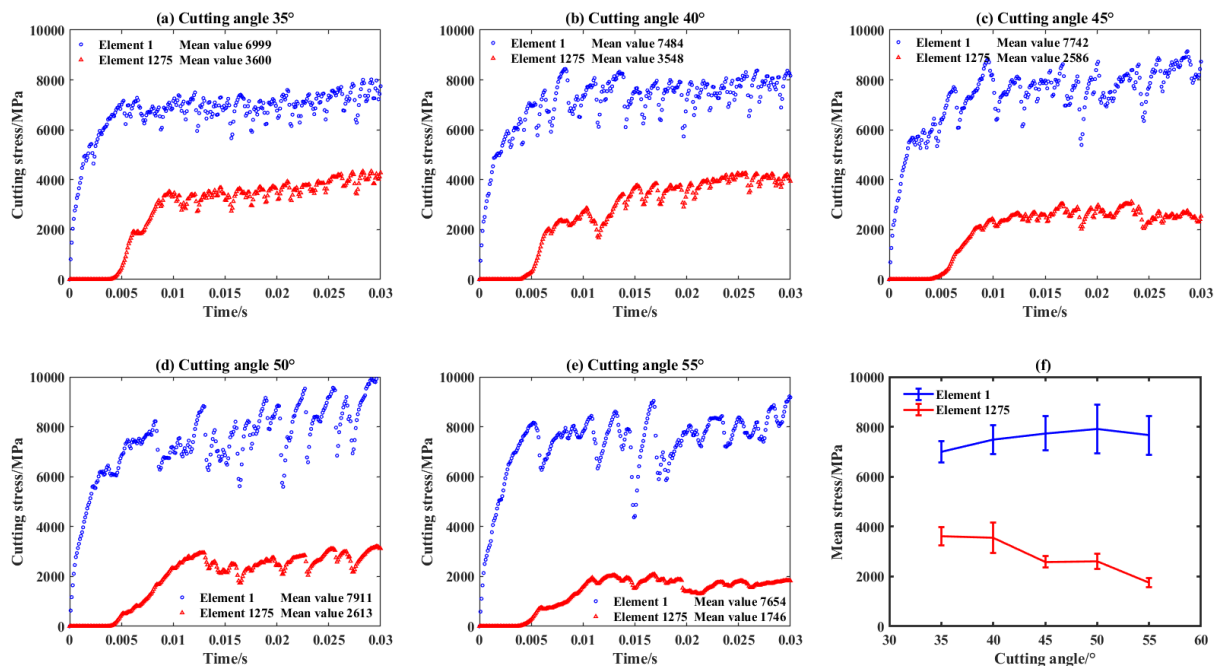 (a) Cutting angle 35°
Element 1 Mean value 6999
Element 1275 Mean value 3600
10000
8000
6000
4000
2000
0
Cutting stress/MPa
0 0.005 0.01 0.015 0.02 0.025 0.03
Time/s
(b) Cutting angle 40°
Element 1 Mean value 7484
Element 1275 Mean value 3548
10000
8000
6000
4000
2000
0
Cutting stress/MPa
0 0.005 0.01 0.015 0.02 0.025 0.03
Time/s
(c) Cutting angle 45°
Element 1 Mean value 7742
Element 1275 Mean value 2586
10000
8000
6000
4000
2000
0
Cutting stress/MPa
0 0.005 0.01 0.015 0.02 0.025 0.03
Time/s
(d) Cutting angle 50°
10000
8000
6000
4000
2000
0
Cutting stress/MPa
Element 1 Mean value 7911
Element 1275 Mean value 2613
0 0.005 0.01 0.015 0.02 0.025 0.03
Time/s
(e) Cutting angle 55°
10000
8000
6000
4000
2000
0
Cutting stress/MPa
Element 1 Mean value 7654
Element 1275 Mean value 1746
0 0.005 0.01 0.015 0.02 0.025 0.03
Time/s
(f)
Element 1
Element 1275
10000
8000
6000
4000
2000
0
Mean stress/MPa
30 35 40 45 50 55 60
Cutting angle/°